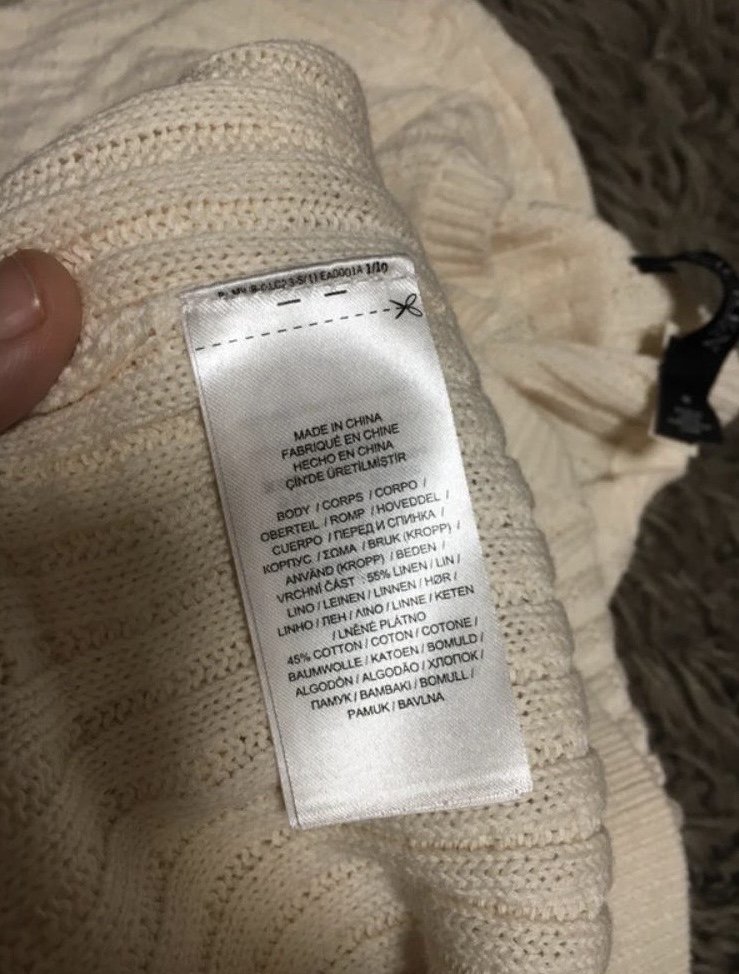 MADE IN CHINA
FABRIQUÉ EN CHINE
HECHO EN CHINA
ÇİN'DE ÜRETİLMİŞTİR
BODY / CORPS / CORPO /
OBERTEIL / ROMP / HOVEDDEL /
CUERPO / ПЕРЕД И СПИНКА /
КОРПУС / ΣΩΜΑ / BRUK (KROPP) /
ANVÄND (KROPP) / BEDEN /
VRCHNÍ ČÁST : 55% LINEN / LIN /
LINO / LEINEN / LINNEN / HØR /
LINHO / ЛЕН / ΛΙΝΟ / LINNE / KETEN
/ LNĚNÉ PLÁTNO
45% COTTON / COTON / COTONE /
BAUMWOLLE / KATOEN / BOMULD /
ALGODÓN / ALGODÃO / ХЛОПОК /
ПАМУК / BAMBAKI / BOMULL /
PAMUK / BAVLNA